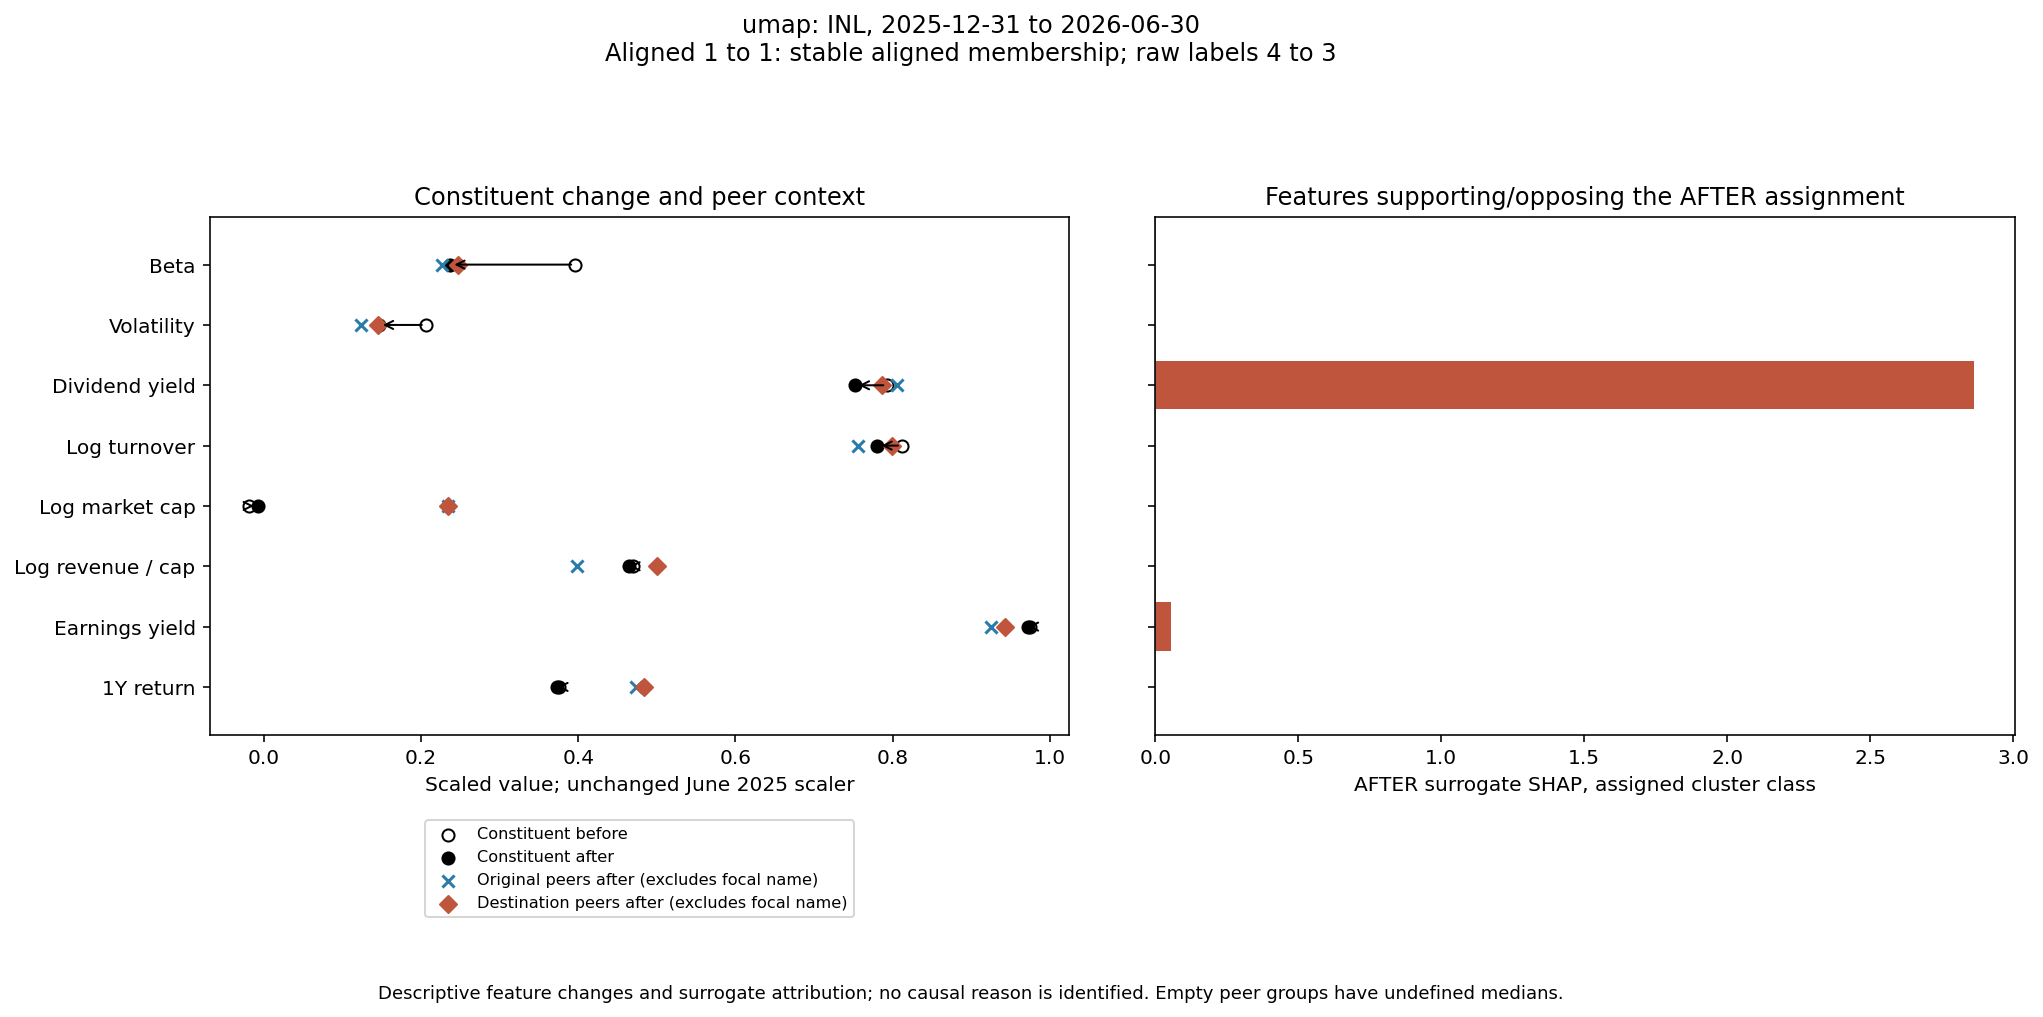 umap: INL, 2025-12-31 to 2026-06-30
Aligned 1 to 1: stable aligned membership; raw labels 4 to 3
Constituent change and peer context
Beta
Volatility
Dividend yield
Log turnover
Log market cap
Log revenue / cap
Earnings yield
1Y return
0.0 0.2 0.4 0.6 0.8 1.0
Scaled value; unchanged June 2025 scaler
Constituent before
Constituent after
Original peers after (excludes focal name)
Destination peers after (excludes focal name)
Features supporting/opposing the AFTER assignment
0.0 0.5 1.0 1.5 2.0 2.5 3.0
AFTER surrogate SHAP, assigned cluster class
Descriptive feature changes and surrogate attribution; no causal reason is identified. Empty peer groups have undefined medians.